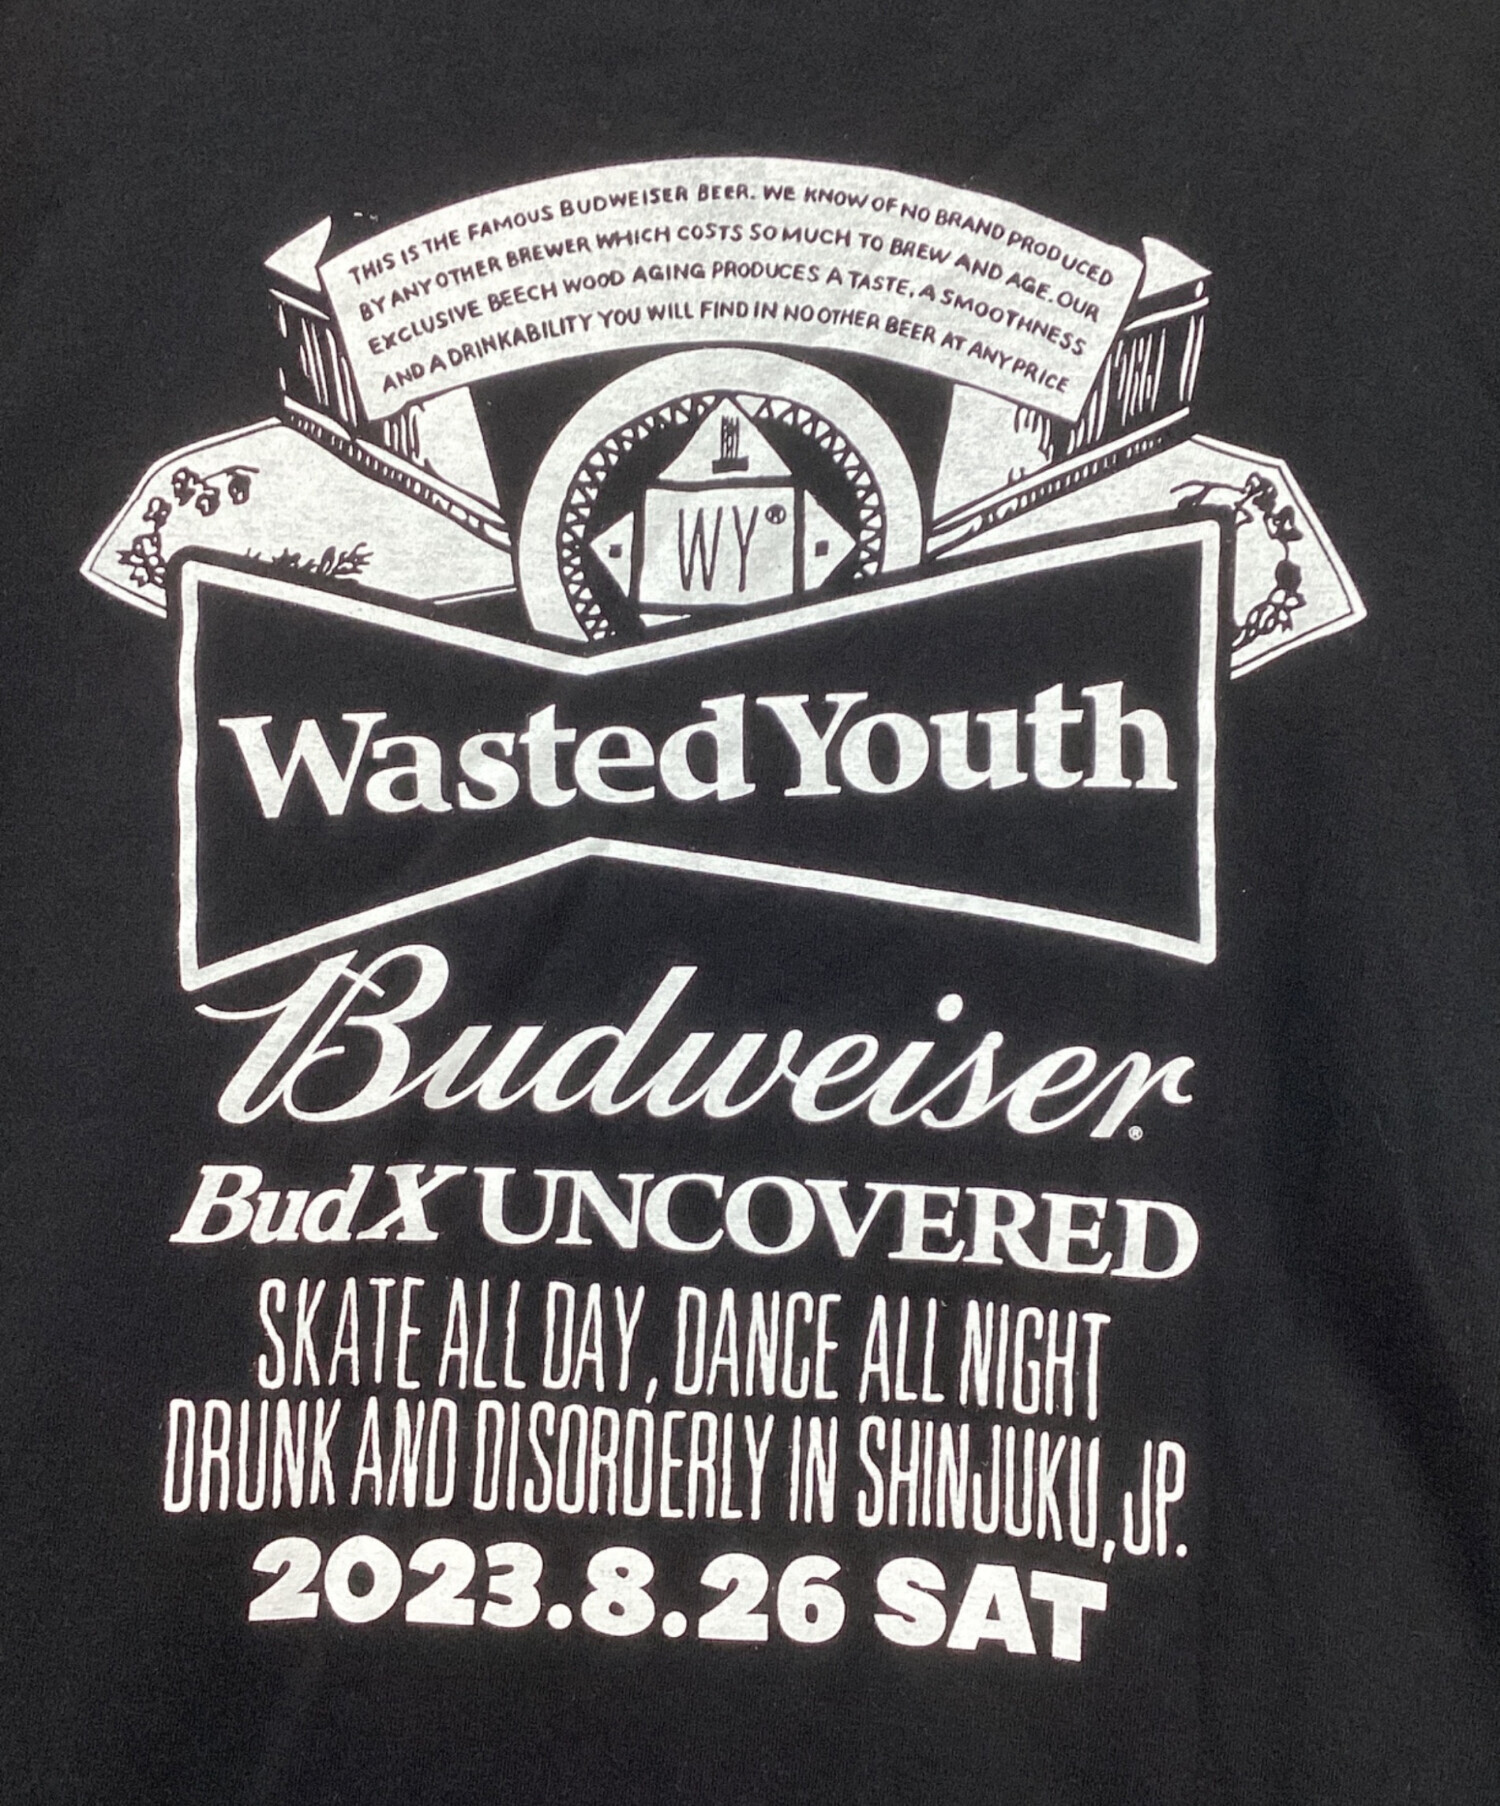 THIS IS THE FAMOUS BUDWEISER BEER. WE KNOW OF NO BRAND PRODUCED
BY ANY OTHER BREWER WHICH COSTS SO MUCH TO BREW AND AGE. OUR
EXCLUSIVE BEECH WOOD AGING PRODUCES A TASTE, A SMOOTHNESS
AND A DRINKABILITY YOU WILL FIND IN NO OTHER BEER AT ANY PRICE
WY®
Wasted Youth
Budweiser®
BudX UNCOVERED
SKATE ALL DAY, DANCE ALL NIGHT
DRUNK AND DISORDERLY IN SHINJUKU, JP.
2023.8.26 SAT